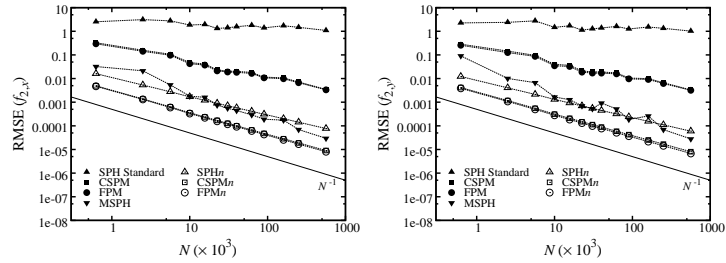 10
1
0.1
0.01
0.001
0.0001
1e-05
1e-06
1e-07
1e-08
RMSE (f2,x)
SPH Standard
CSPM
FPM
MSPH
SPHn
CSPMn
FPMn
N⁻¹
1 10 100 1000
N (× 10³)
10
1
0.1
0.01
0.001
0.0001
1e-05
1e-06
1e-07
1e-08
RMSE (f2,y)
SPH Standard
CSPM
FPM
MSPH
SPHn
CSPMn
FPMn
N⁻¹
1 10 100 1000
N (× 10³)